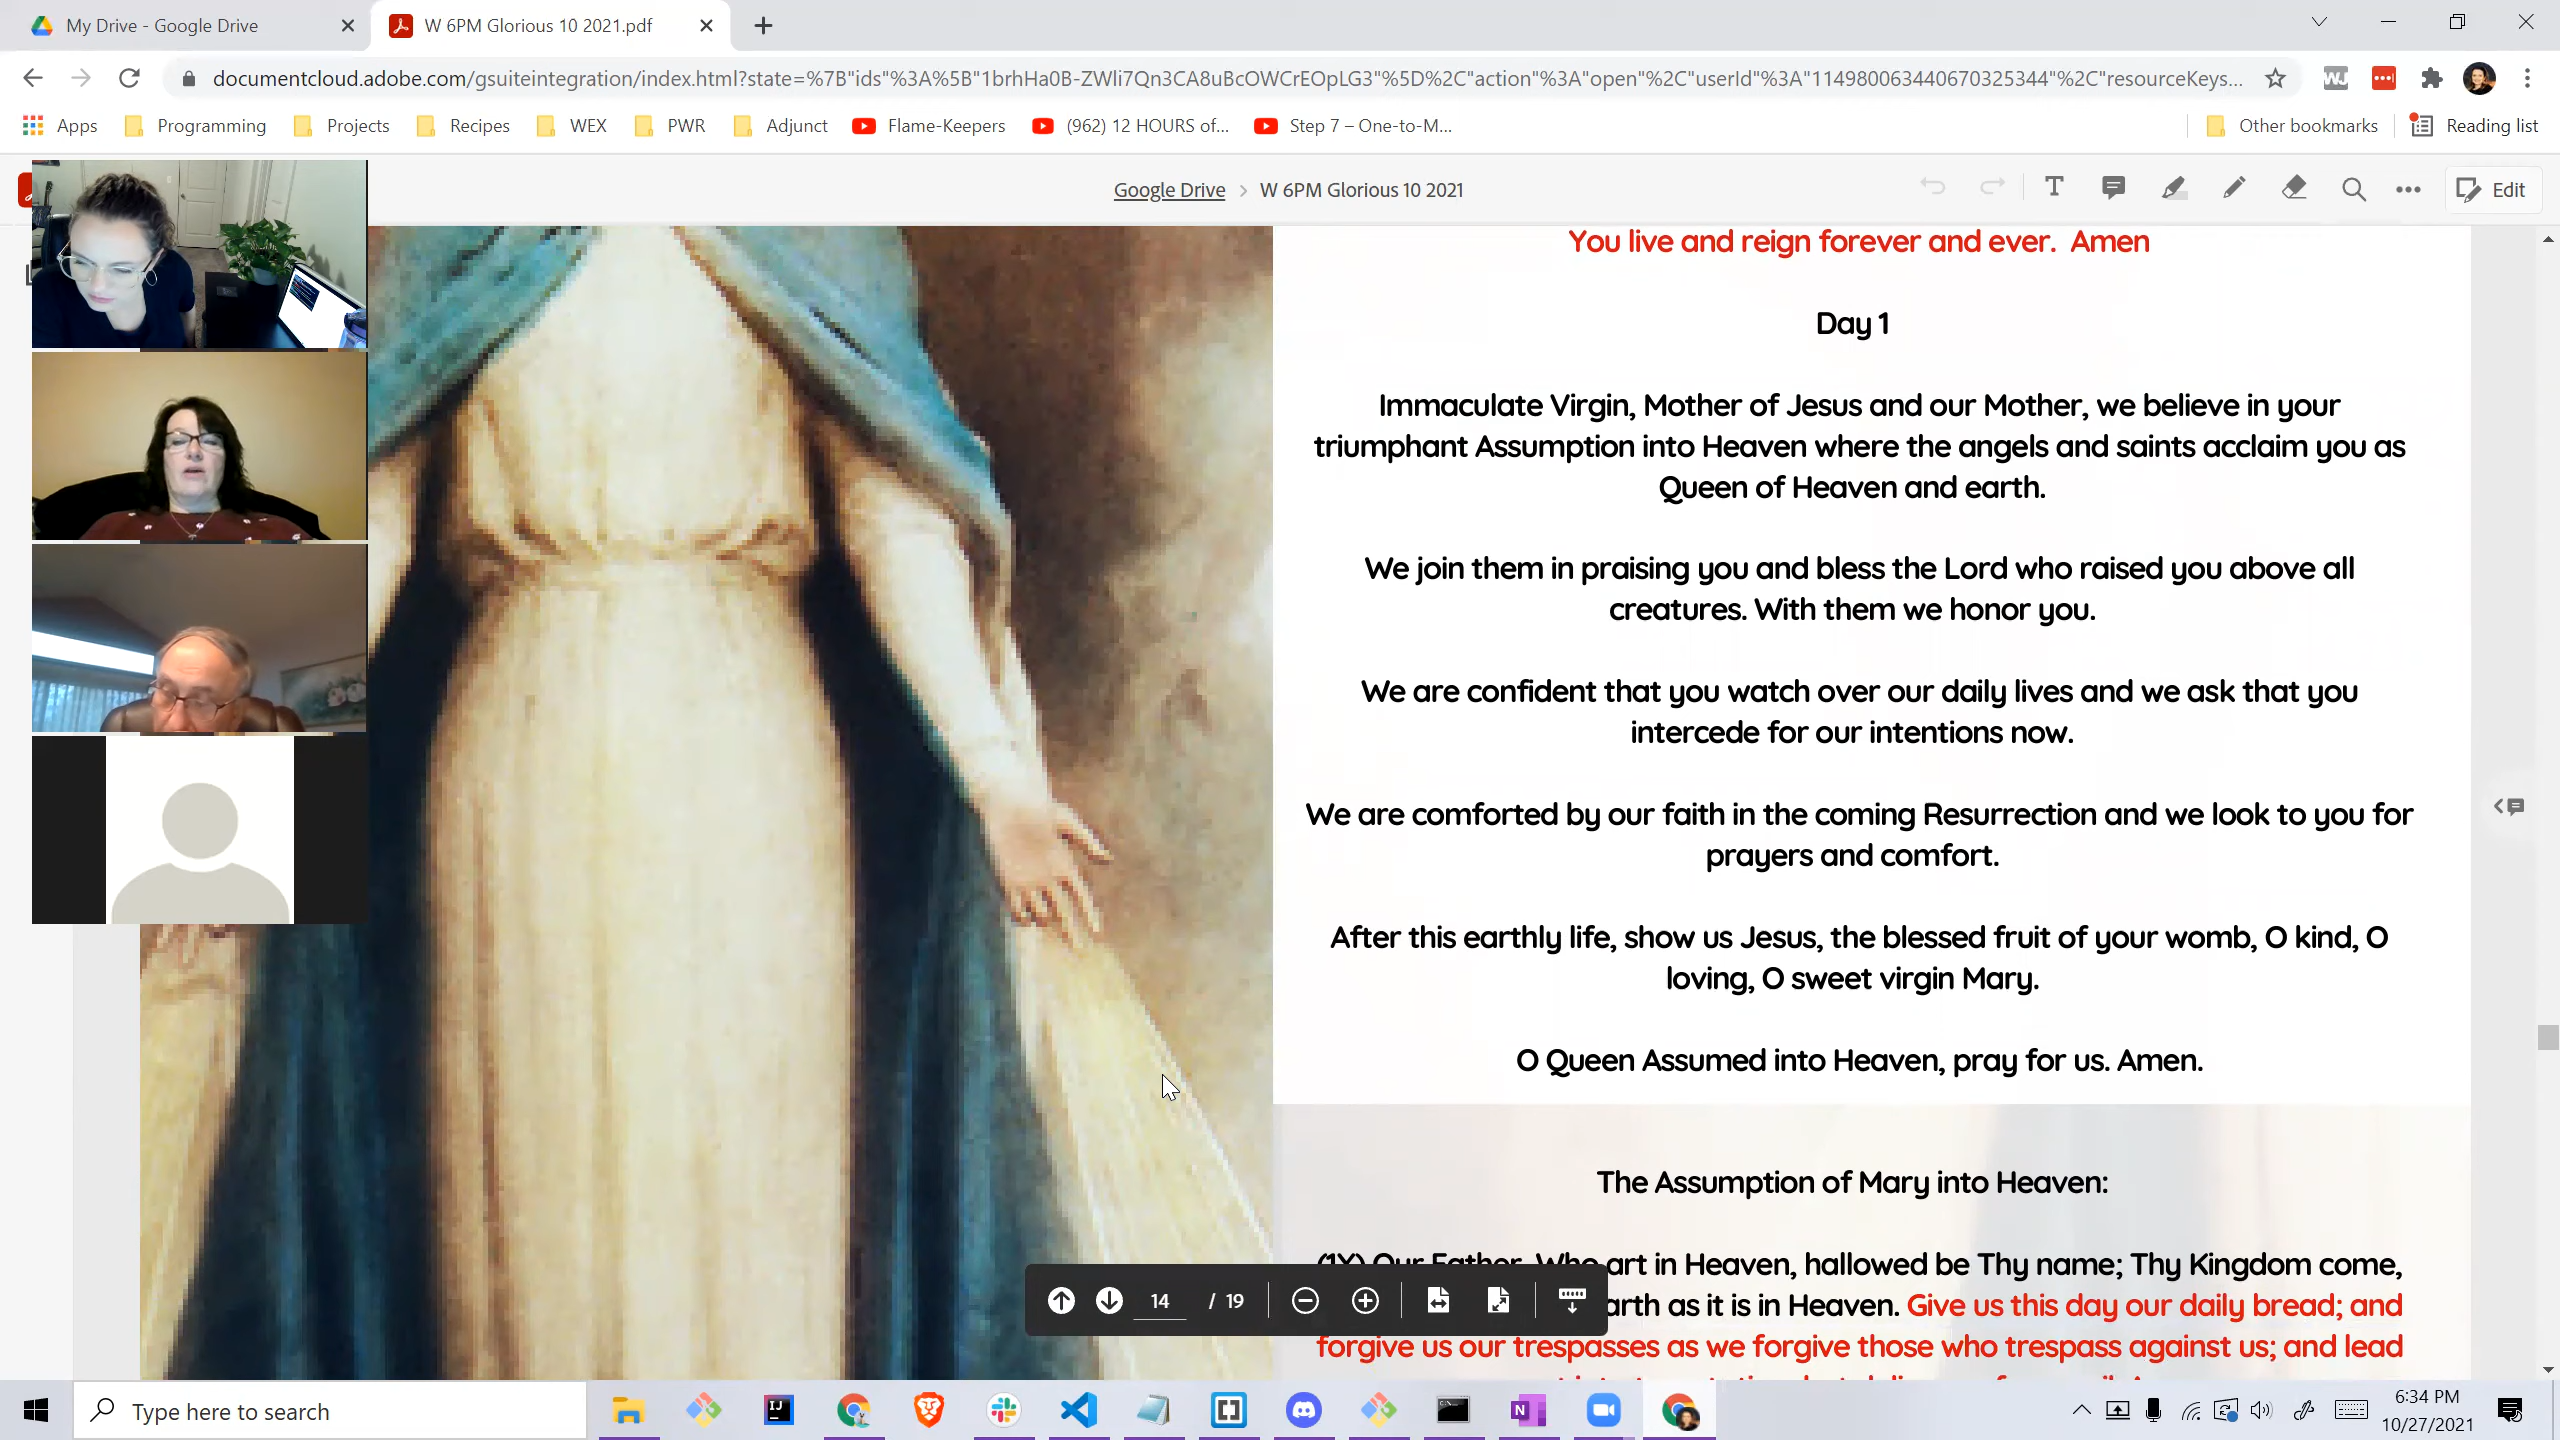 My Drive - Google Drive
W 6PM Glorious 10 2021.pdf
documentcloud.adobe.com/gsuiteintegration/index.html?state=%7B"ids"%3A%5B"1brhHa0B-ZWli7Qn3CA8uBcOWCrEOpLG3"%5D%2C"action"%3A"open"%2C"userId"%3A"114980063440670325344"%2C"resourceKeys...
Apps
Programming
Projects
Recipes
WEX
PWR
Adjunct
Flame-Keepers
(962) 12 HOURS of...
Step 7 – One-to-M...
Other bookmarks
Reading list
Google Drive > W 6PM Glorious 10 2021
Edit
You live and reign forever and ever. Amen
Day 1
Immaculate Virgin, Mother of Jesus and our Mother, we believe in your
triumphant Assumption into Heaven where the angels and saints acclaim you as
Queen of Heaven and earth.
We join them in praising you and bless the Lord who raised you above all
creatures. With them we honor you.
We are confident that you watch over our daily lives and we ask that you
intercede for our intentions now.
We are comforted by our faith in the coming Resurrection and we look to you for
prayers and comfort.
After this earthly life, show us Jesus, the blessed fruit of your womb, O kind, O
loving, O sweet virgin Mary.
O Queen Assumed into Heaven, pray for us. Amen.
The Assumption of Mary into Heaven:
(1X) Our Father, Who art in Heaven, hallowed be Thy name; Thy Kingdom come,
arth as it is in Heaven. Give us this day our daily bread; and
forgive us our trespasses as we forgive those who trespass against us; and lead
14 / 19
Type here to search
6:34 PM
10/27/2021